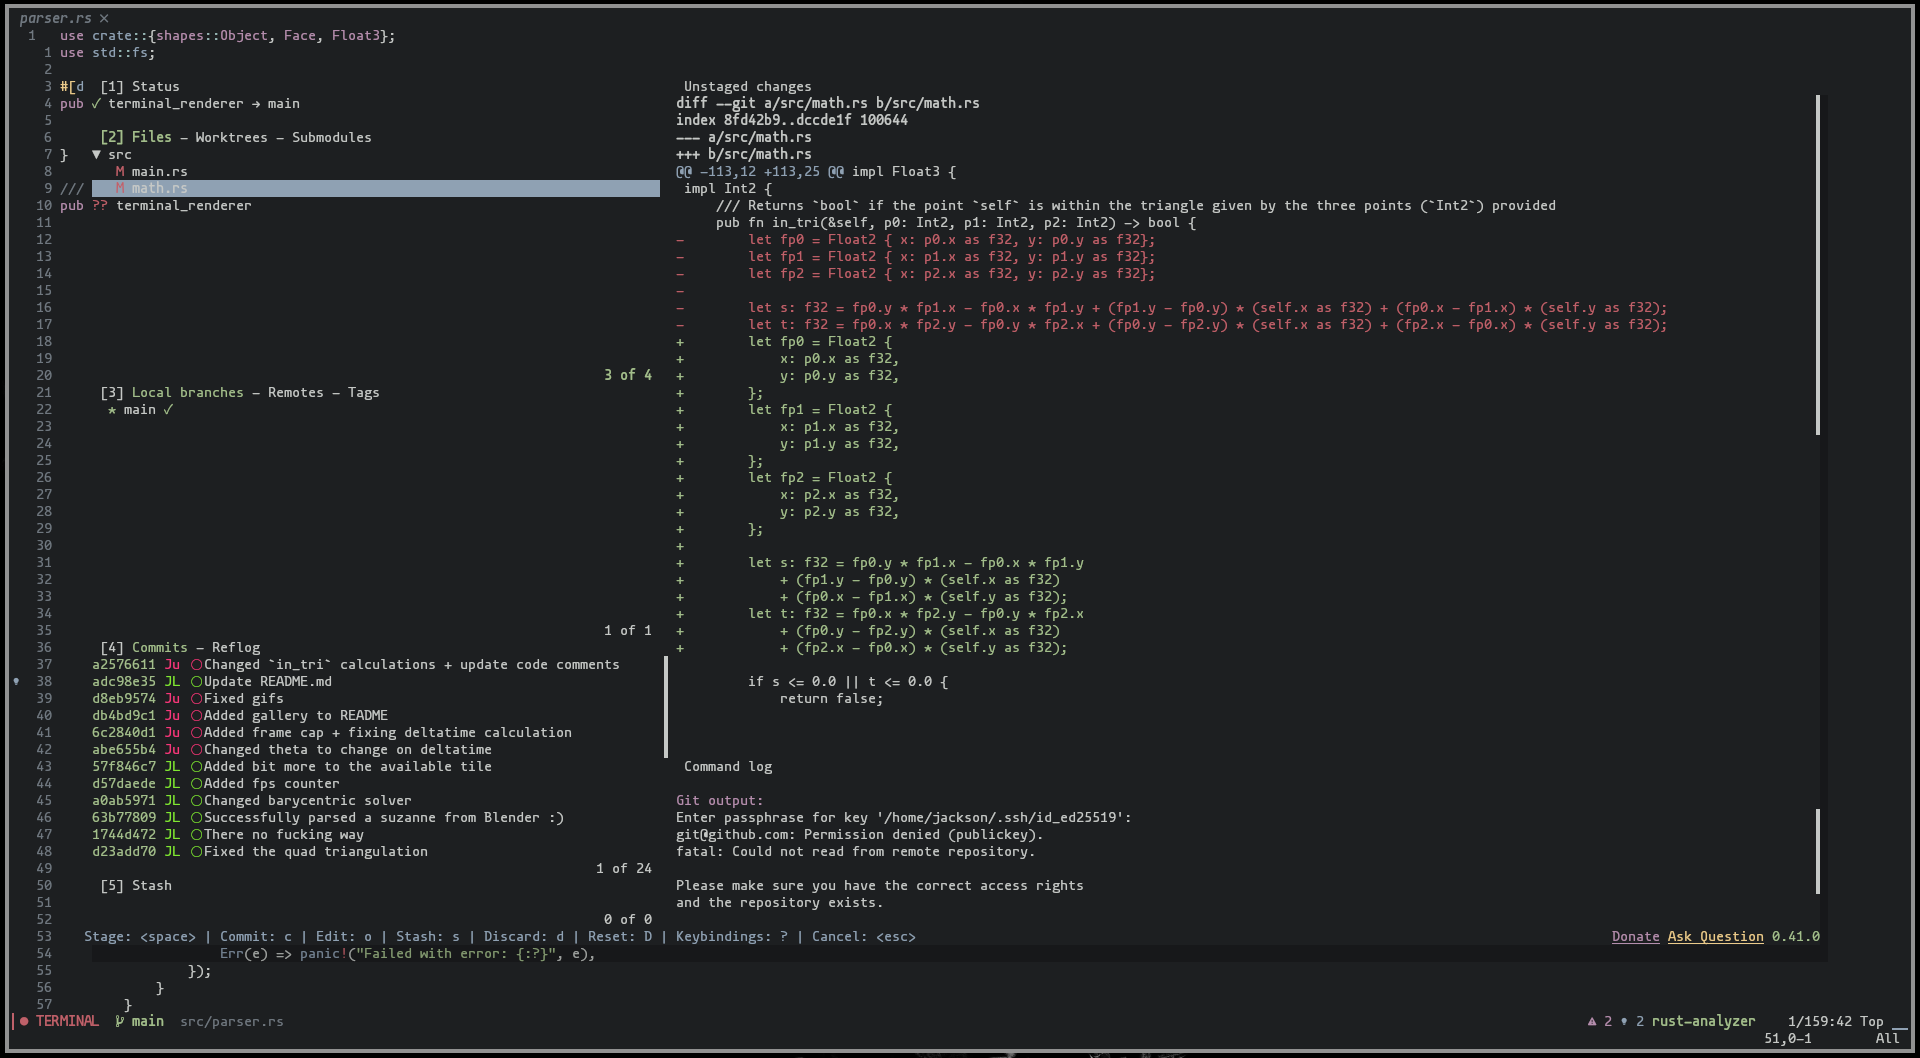 parser.rs ×
1 use crate::{shapes::Object, Face, Float3};
1 use std::fs;
2
3 #[d [1] Status
4 pub ✓ terminal_renderer → main
5
6 [2] Files – Worktrees – Submodules
7 } ▼ src
8 M main.rs
9 /// M math.rs
10 pub ?? terminal_renderer
11
12
13
14
15
16
17
18
19
20 3 of 4
21 [3] Local branches – Remotes – Tags
22 * main ✓
23
24
25
26
27
28
29
30
31
32
33
34
35 1 of 1
36 [4] Commits – Reflog
37 a2576611 Ju ◯Changed `in_tri` calculations + update code comments
38 adc98e35 JL ◯Update README.md
39 d8eb9574 Ju ◯Fixed gifs
40 db4bd9c1 Ju ◯Added gallery to README
41 6c2840d1 Ju ◯Added frame cap + fixing deltatime calculation
42 abe655b4 Ju ◯Changed theta to change on deltatime
43 57f846c7 JL ◯Added bit more to the available tile
44 d57daede JL ◯Added fps counter
45 a0ab5971 JL ◯Changed barycentric solver
46 63b77809 JL ◯Successfully parsed a suzanne from Blender :)
47 1744d472 JL ◯There no fucking way
48 d23add70 JL ◯Fixed the quad triangulation
49 1 of 24
50 [5] Stash
51
52 0 of 0
Unstaged changes
diff --git a/src/math.rs b/src/math.rs
index 8fd42b9..dccde1f 100644
--- a/src/math.rs
+++ b/src/math.rs
@@ -113,12 +113,25 @@ impl Float3 {
impl Int2 {
/// Returns `bool` if the point `self` is within the triangle given by the three points (`Int2`) provided
pub fn in_tri(&self, p0: Int2, p1: Int2, p2: Int2) -> bool {
- let fp0 = Float2 { x: p0.x as f32, y: p0.y as f32};
- let fp1 = Float2 { x: p1.x as f32, y: p1.y as f32};
- let fp2 = Float2 { x: p2.x as f32, y: p2.y as f32};
-
- let s: f32 = fp0.y * fp1.x - fp0.x * fp1.y + (fp1.y - fp0.y) * (self.x as f32) + (fp0.x - fp1.x) * (self.y as f32);
- let t: f32 = fp0.x * fp2.y - fp0.y * fp2.x + (fp0.y - fp2.y) * (self.x as f32) + (fp2.x - fp0.x) * (self.y as f32);
+ let fp0 = Float2 {
+ x: p0.x as f32,
+ y: p0.y as f32,
+ };
+ let fp1 = Float2 {
+ x: p1.x as f32,
+ y: p1.y as f32,
+ };
+ let fp2 = Float2 {
+ x: p2.x as f32,
+ y: p2.y as f32,
+ };
+
+ let s: f32 = fp0.y * fp1.x - fp0.x * fp1.y
+ + (fp1.y - fp0.y) * (self.x as f32)
+ + (fp0.x - fp1.x) * (self.y as f32);
+ let t: f32 = fp0.x * fp2.y - fp0.y * fp2.x
+ + (fp0.y - fp2.y) * (self.x as f32)
+ + (fp2.x - fp0.x) * (self.y as f32);
if s <= 0.0 || t <= 0.0 {
return false;
Command log
Git output:
Enter passphrase for key '/home/jackson/.ssh/id_ed25519':
git@github.com: Permission denied (publickey).
fatal: Could not read from remote repository.
Please make sure you have the correct access rights
and the repository exists.
53 Stage: <space> | Commit: c | Edit: o | Stash: s | Discard: d | Reset: D | Keybindings: ? | Cancel: <esc> Donate Ask Question 0.41.0
54 Err(e) => panic!("Failed with error: {:?}", e),
55 });
56 }
57 }
● TERMINAL main src/parser.rs 2 2 rust-analyzer 1/159:42 Top
51,0-1 All